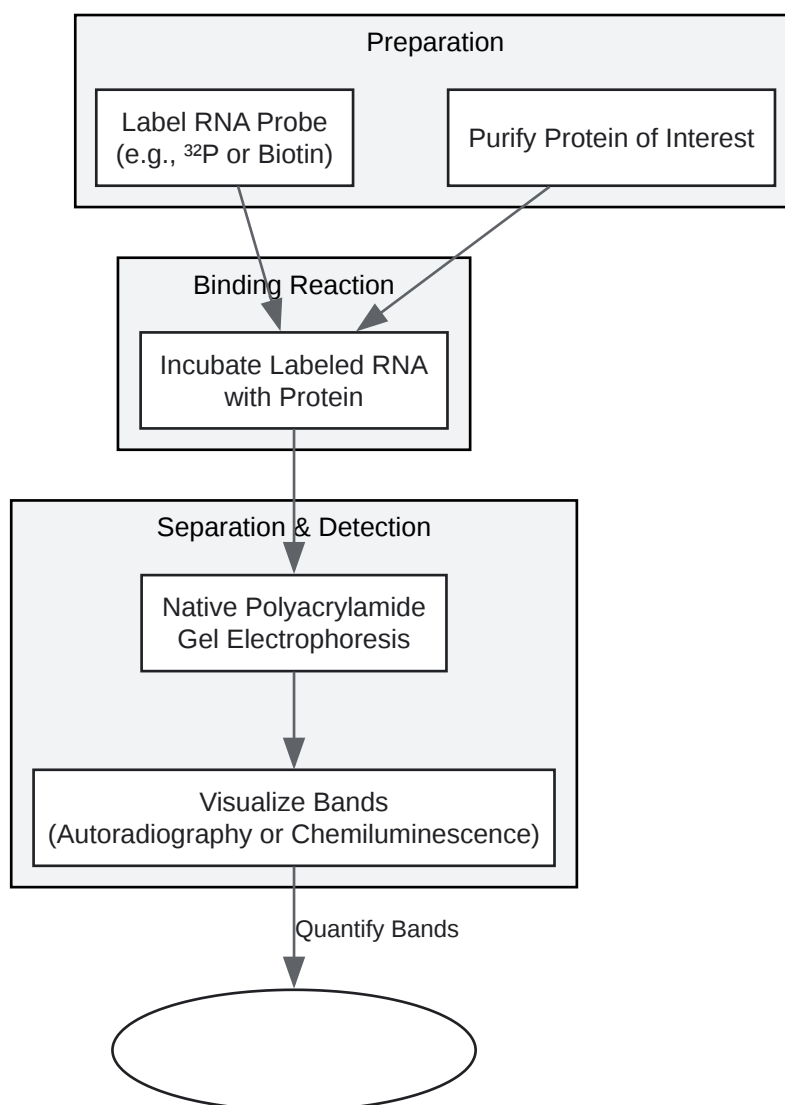 Preparation
Label RNA Probe
(e.g., ³²P or Biotin)
Purify Protein of Interest
Binding Reaction
Incubate Labeled RNA
with Protein
Separation & Detection
Native Polyacrylamide
Gel Electrophoresis
Visualize Bands
(Autoradiography or Chemiluminescence)
Quantify Bands